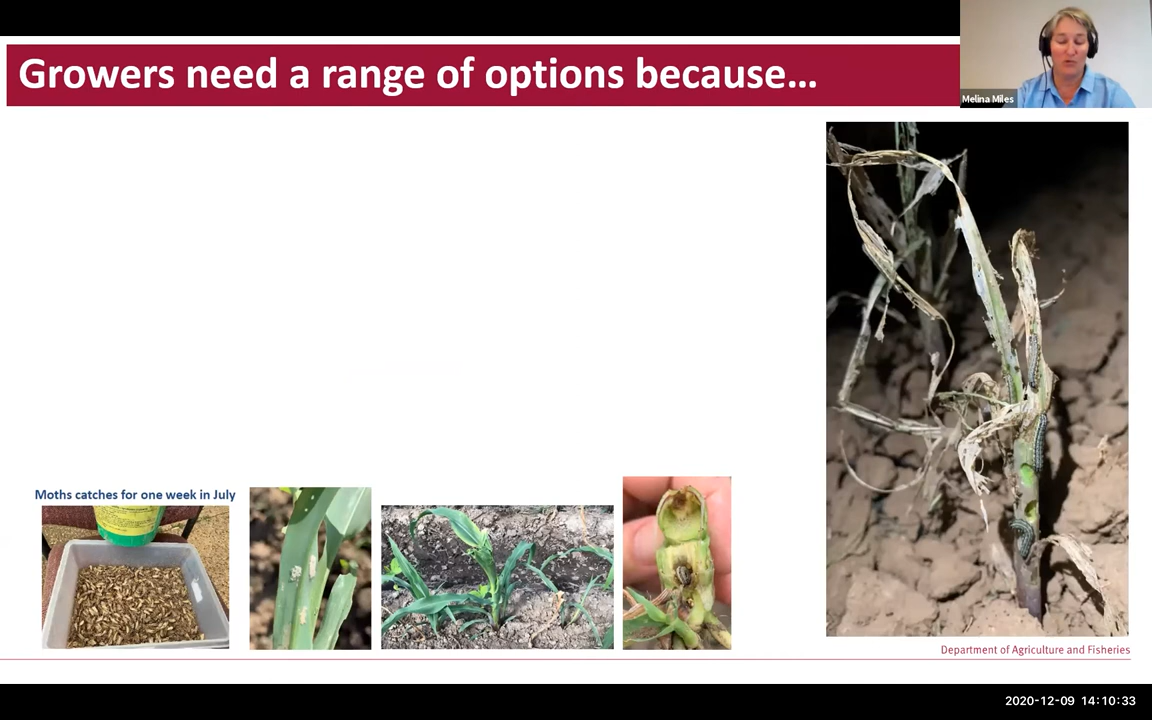 Growers need a range of options because...
Melina Miles
Moths catches for one week in July
Department of Agriculture and Fisheries
2020-12-09 14:10:33